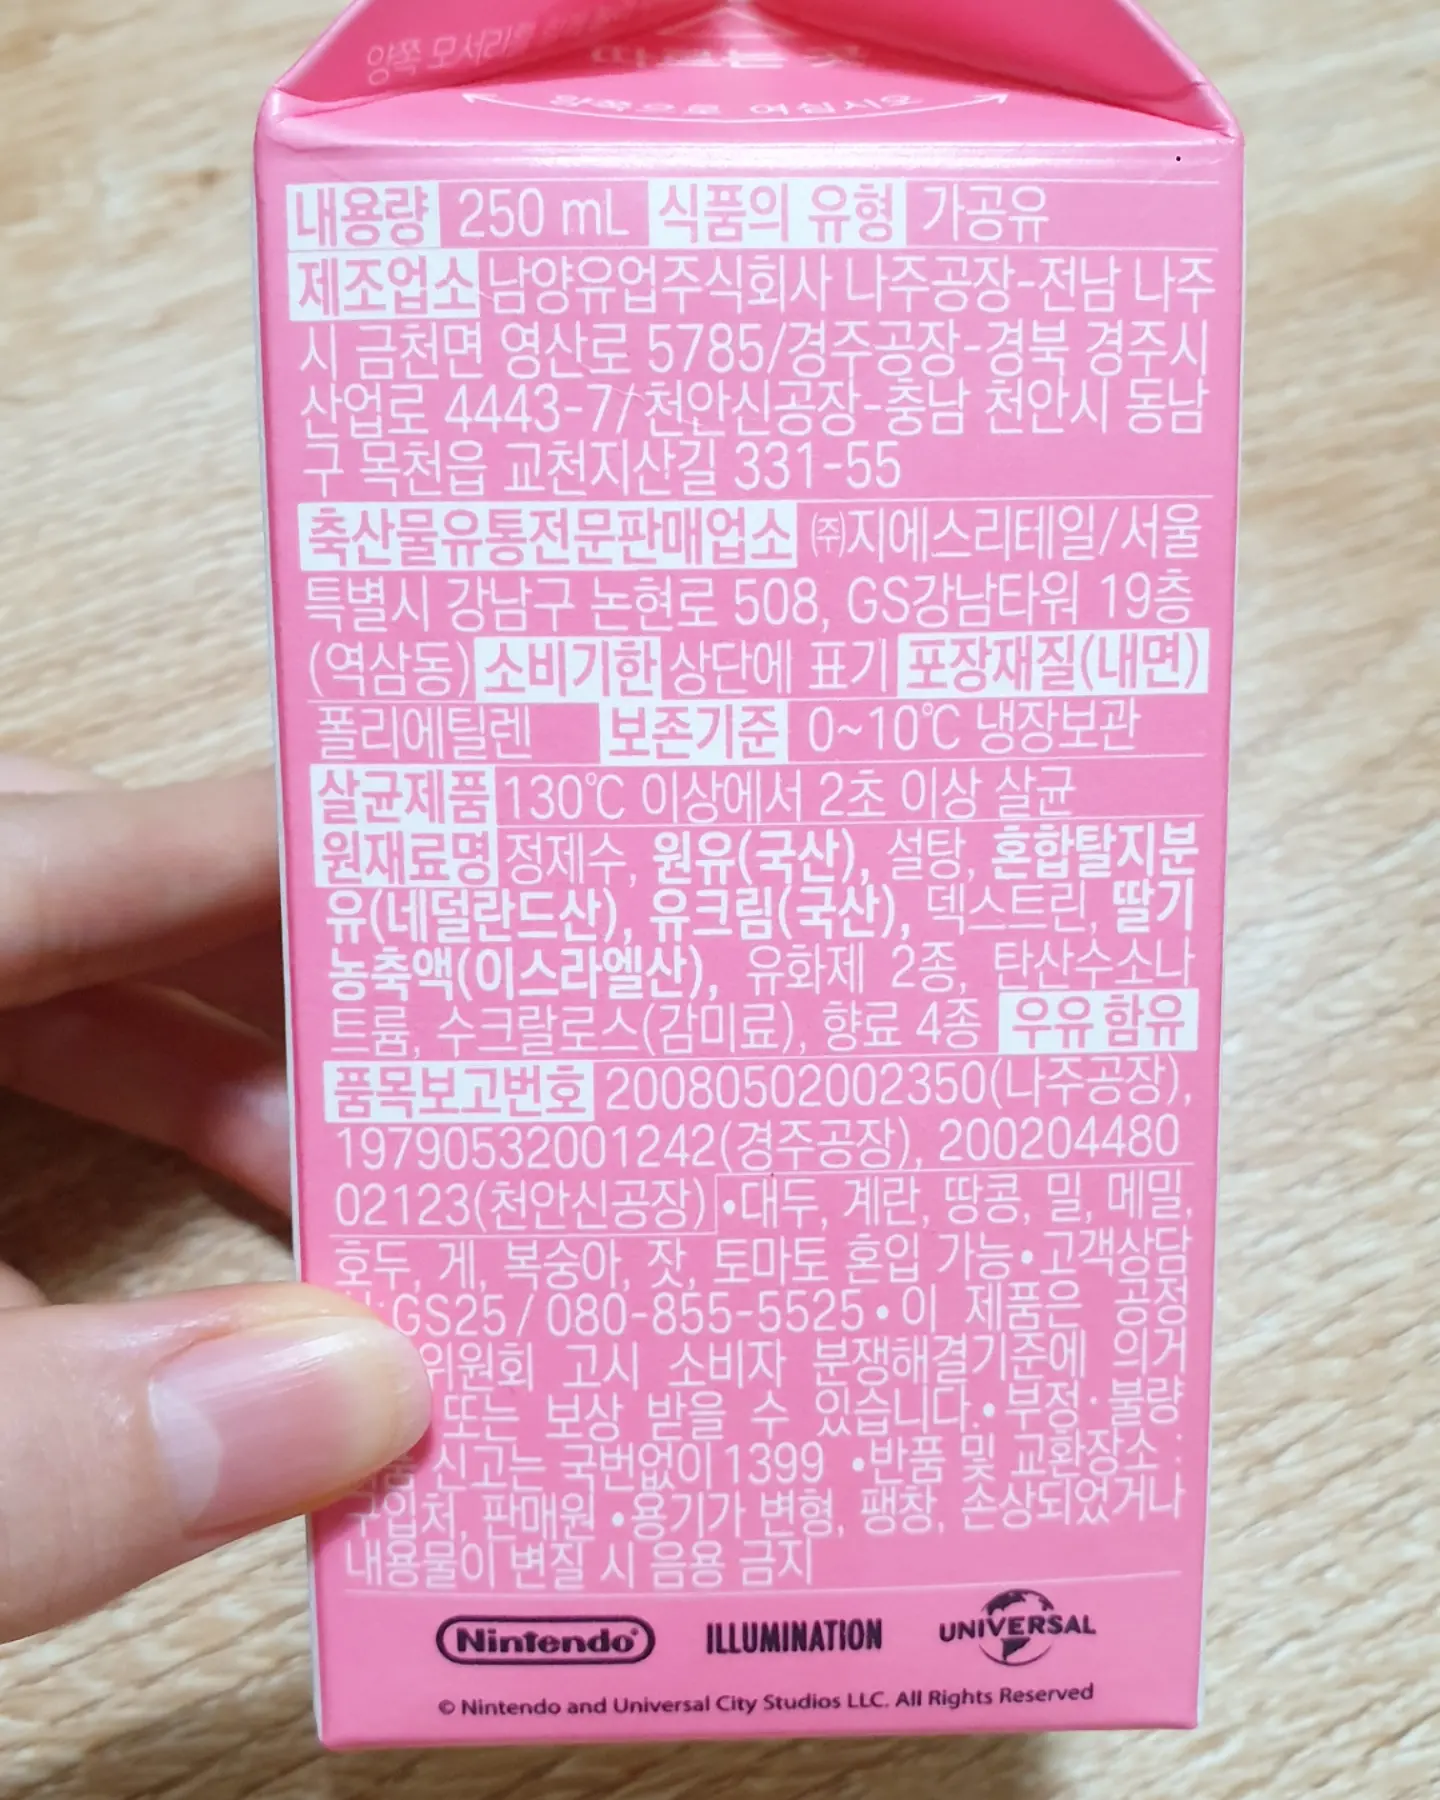 양쪽 모서리를
따르는 곳
양쪽으로 여십시오
내용량 250 mL 식품의 유형 가공유
제조업소 남양유업주식회사 나주공장-전남 나주
시 금천면 영산로 5785/경주공장-경북 경주시
산업로 4443-7/천안신공장-충남 천안시 동남
구 목천읍 교천지산길 331-55
축산물유통전문판매업소 ㈜지에스리테일/서울
특별시 강남구 논현로 508, GS강남타워 19층
(역삼동) 소비기한 상단에 표기 포장재질(내면)
폴리에틸렌 보존기준 0~10℃ 냉장보관
살균제품 130℃ 이상에서 2초 이상 살균
원재료명 정제수, 원유(국산), 설탕, 혼합탈지분
유(네덜란드산), 유크림(국산), 덱스트린, 딸기
농축액(이스라엘산), 유화제 2종, 탄산수소나
트륨, 수크랄로스(감미료), 향료 4종 우유 함유
품목보고번호 20080502002350(나주공장),
19790532001242(경주공장), 200204480
02123(천안신공장) •대두, 계란, 땅콩, 밀, 메밀,
호두, 게, 복숭아, 잣, 토마토 혼입 가능•고객상담
GS25/080-855-5525•이 제품은 공정
위원회 고시 소비자 분쟁해결기준에 의거
또는 보상 받을 수 있습니다.•부정·불량
신고는 국번없이 1399 •반품 및 교환장소 :
구입처, 판매원 •용기가 변형, 팽창, 손상되었거나
내용물이 변질 시 음용 금지
Nintendo ILLUMINATION UNIVERSAL
© Nintendo and Universal City Studios LLC. All Rights Reserved